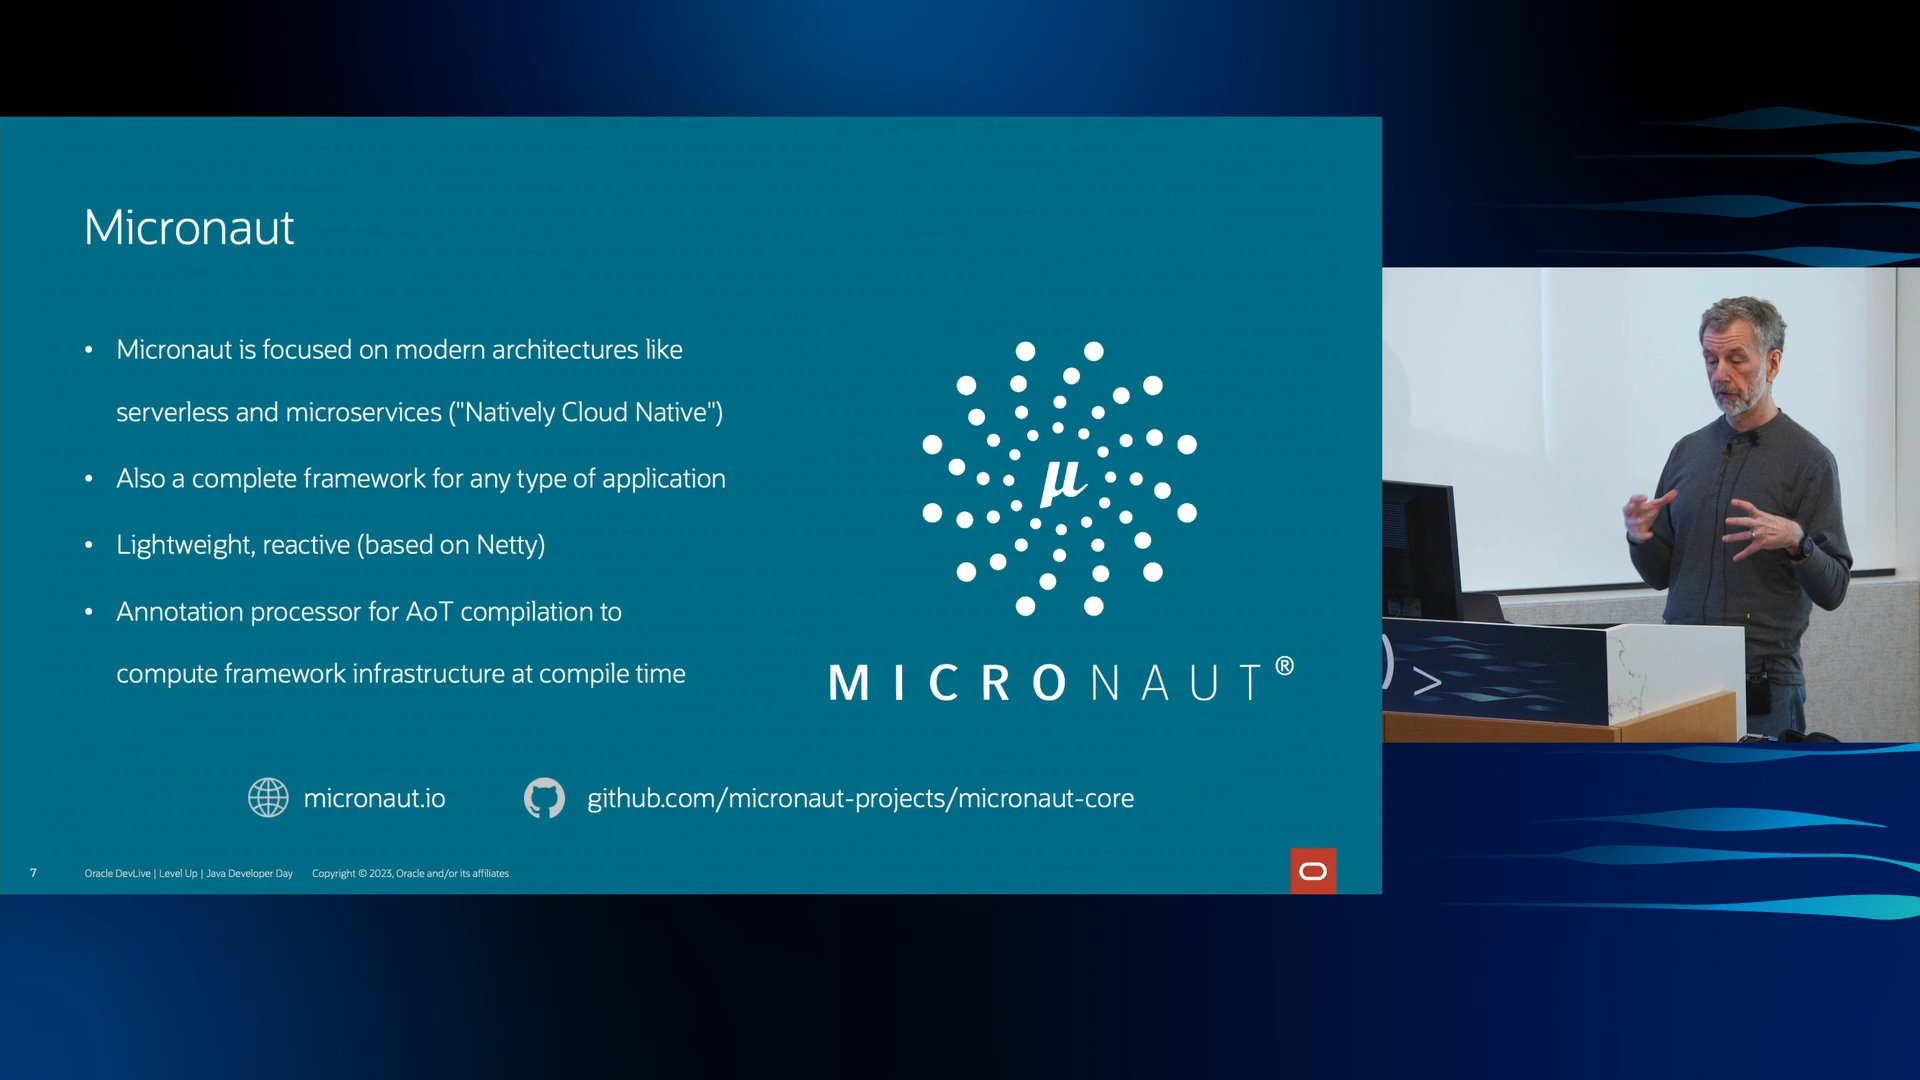 Micronaut
• Micronaut is focused on modern architectures like
serverless and microservices ("Natively Cloud Native")
• Also a complete framework for any type of application
• Lightweight, reactive (based on Netty)
• Annotation processor for AoT compilation to
compute framework infrastructure at compile time
μ
MICRONAUT®
micronaut.io
github.com/micronaut-projects/micronaut-core
7 Oracle DevLive | Level Up | Java Developer Day Copyright © 2023, Oracle and/or its affiliates
)>